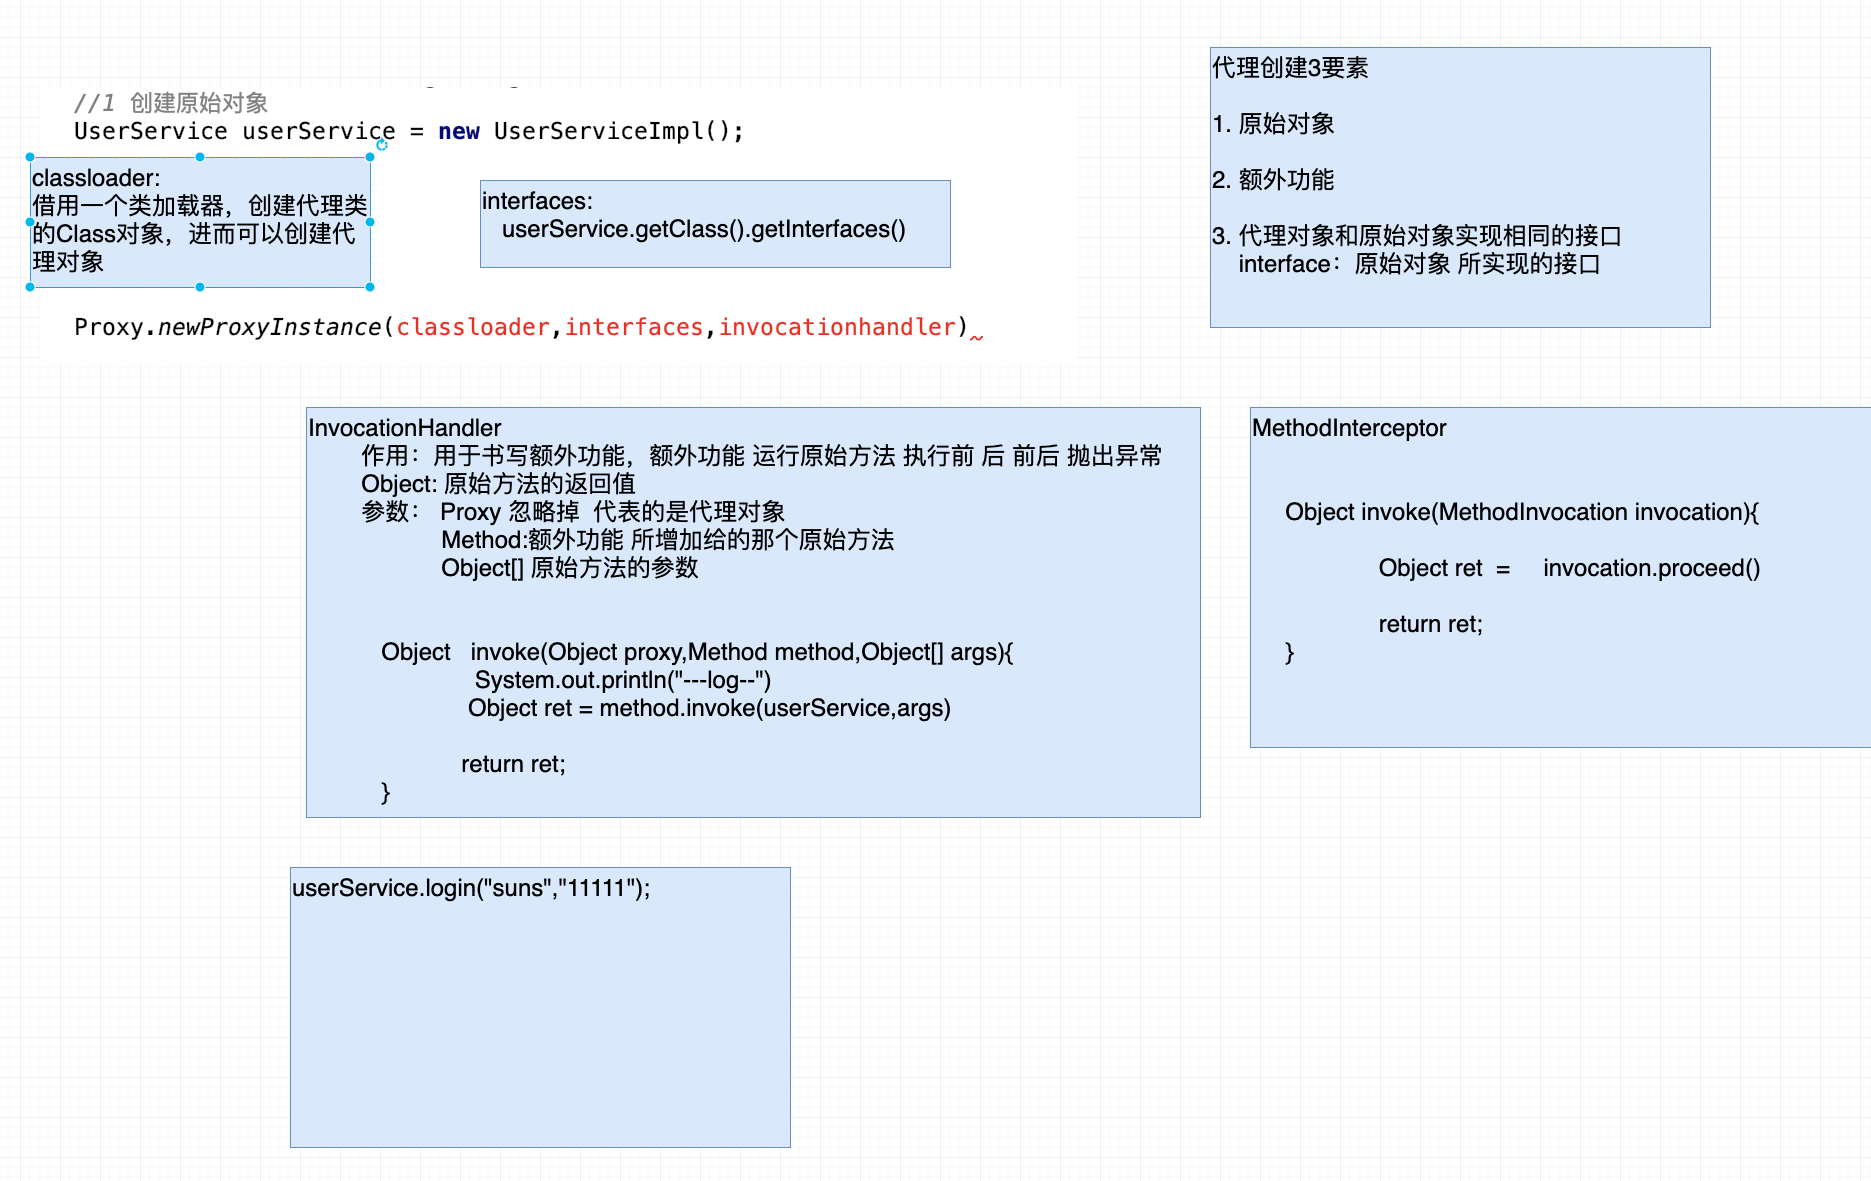 //1 创建原始对象
UserService userService = new UserServiceImpl();
classloader:
借用一个类加载器，创建代理类
的Class对象，进而可以创建代
理对象
interfaces:
userService.getClass().getInterfaces()
Proxy.newProxyInstance(classloader,interfaces,invocationhandler)
代理创建3要素
1. 原始对象
2. 额外功能
3. 代理对象和原始对象实现相同的接口
interface：原始对象 所实现的接口
InvocationHandler
作用：用于书写额外功能，额外功能 运行原始方法 执行前 后 前后 抛出异常
Object: 原始方法的返回值
参数： Proxy 忽略掉 代表的是代理对象
Method:额外功能 所增加给的那个原始方法
Object[] 原始方法的参数
Object invoke(Object proxy,Method method,Object[] args){
System.out.println("---log--")
Object ret = method.invoke(userService,args)
return ret;
}
MethodInterceptor
Object invoke(MethodInvocation invocation){
Object ret = invocation.proceed()
return ret;
}
userService.login("suns","11111");